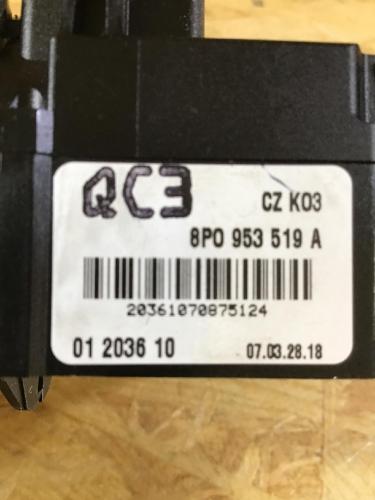 QC3
CZ K03
8P0 953 519 A
20361070875124
01 2036 10
07.03.28.18